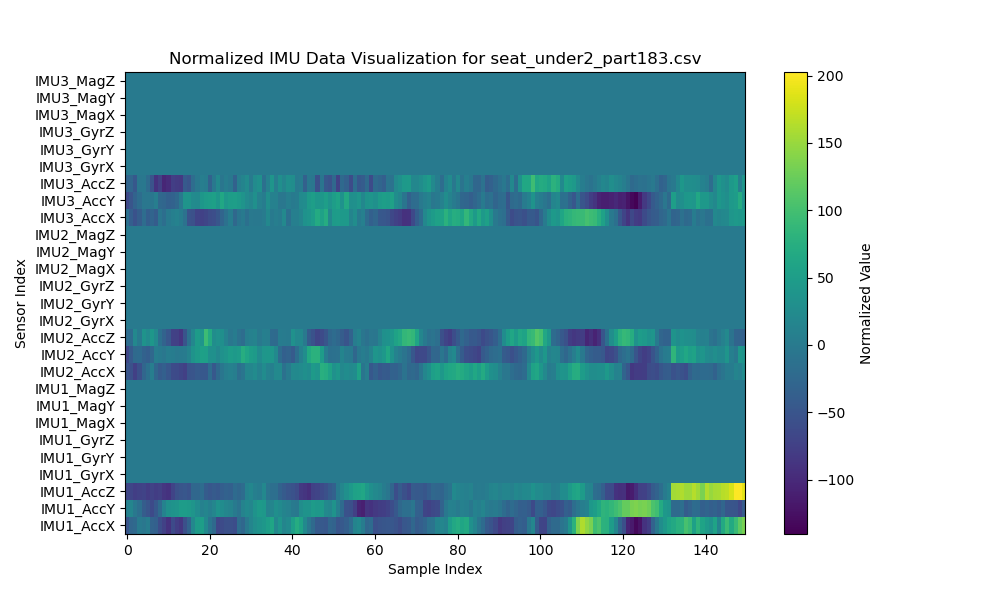 Normalized IMU Data Visualization for seat_under2_part183.csv
IMU3_MagZ
IMU3_MagY
IMU3_MagX
IMU3_GyrZ
IMU3_GyrY
IMU3_GyrX
IMU3_AccZ
IMU3_AccY
IMU3_AccX
IMU2_MagZ
IMU2_MagY
IMU2_MagX
IMU2_GyrZ
IMU2_GyrY
IMU2_GyrX
IMU2_AccZ
IMU2_AccY
IMU2_AccX
IMU1_MagZ
IMU1_MagY
IMU1_MagX
IMU1_GyrZ
IMU1_GyrY
IMU1_GyrX
IMU1_AccZ
IMU1_AccY
IMU1_AccX
Sensor Index
0 20 40 60 80 100 120 140
Sample Index
200
150
100
50
0
−50
−100
Normalized Value